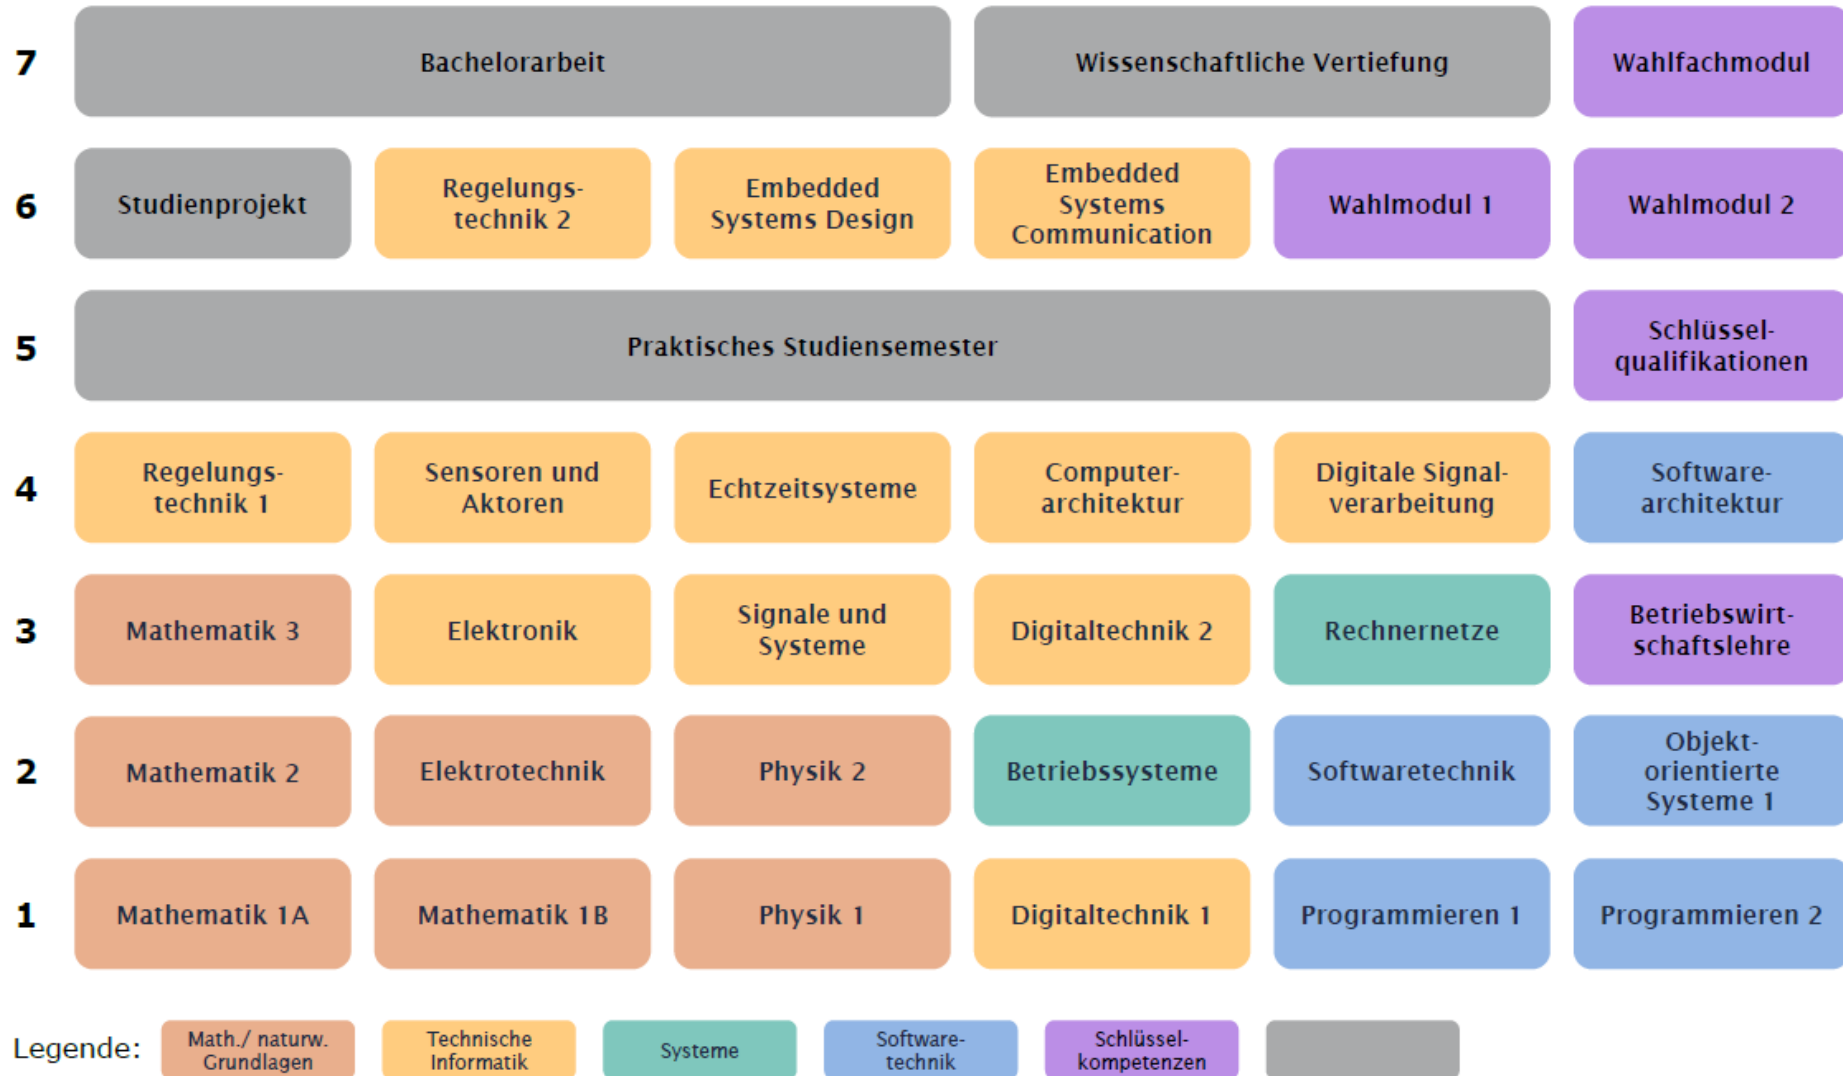 7
Bachelorarbeit
Wissenschaftliche Vertiefung
Wahlfachmodul
6
Studienprojekt
Regelungs-
technik 2
Embedded
Systems Design
Embedded
Systems
Communication
Wahlmodul 1
Wahlmodul 2
5
Praktisches Studiensemester
Schlüssel-
qualifikationen
4
Regelungs-
technik 1
Sensoren und
Aktoren
Echtzeitsysteme
Computer-
architektur
Digitale Signal-
verarbeitung
Software-
architektur
3
Mathematik 3
Elektronik
Signale und
Systeme
Digitaltechnik 2
Rechnernetze
Betriebswirt-
schaftslehre
2
Mathematik 2
Elektrotechnik
Physik 2
Betriebssysteme
Softwaretechnik
Objekt-
orientierte
Systeme 1
1
Mathematik 1A
Mathematik 1B
Physik 1
Digitaltechnik 1
Programmieren 1
Programmieren 2
Legende:
Math./ naturw.
Grundlagen
Technische
Informatik
Systeme
Software-
technik
Schlüssel-
kompetenzen